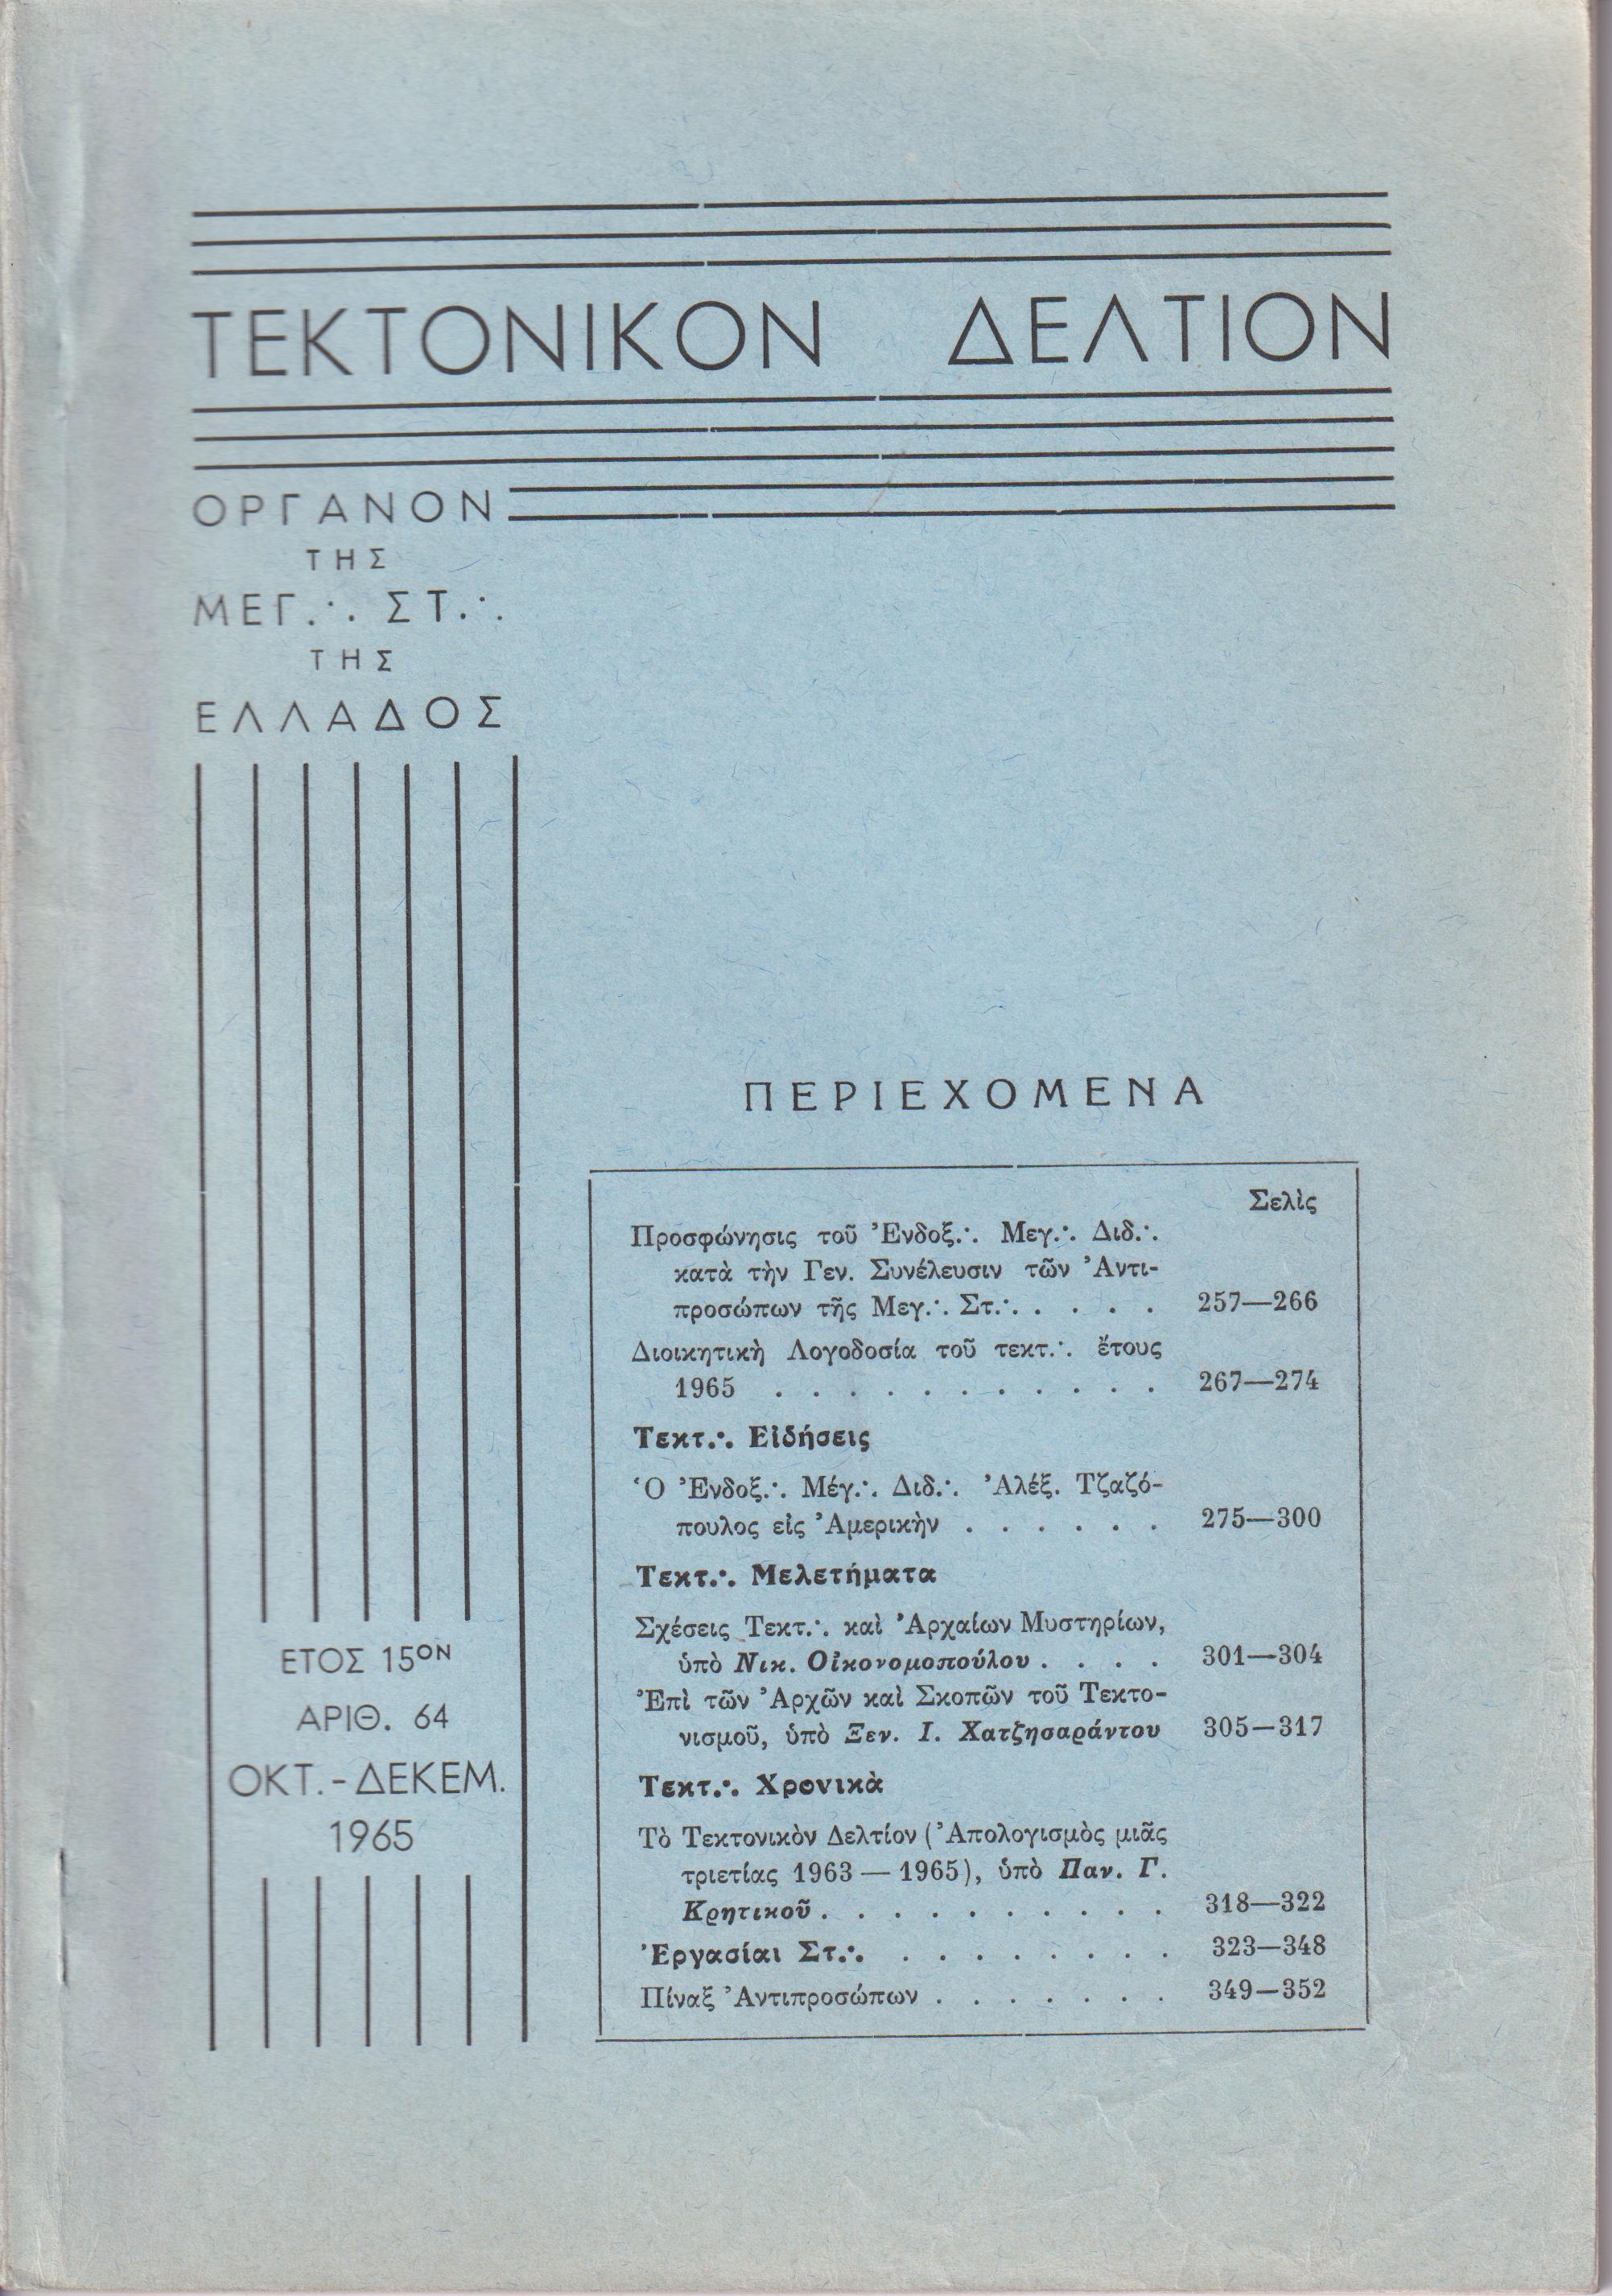 ΤΕΚΤΟΝΙΚΟΝ ΔΕΛΤΙΟΝ
ΟΡΓΑΝΟΝ
ΤΗΣ
ΜΕΓ.·. ΣΤ.·.
ΤΗΣ
ΕΛΛΑΔΟΣ
ΕΤΟΣ 15ΟΝ
ΑΡΙΘ. 64
ΟΚΤ.-ΔΕΚΕΜ.
1965
ΠΕΡΙΕΧΟΜΕΝΑ
Σελὶς
Προσφώνησις τοῦ Ἐνδοξ.·. Μεγ.·. Διδ.·.
κατὰ τὴν Γεν. Συνέλευσιν τῶν Ἀντι-
προσώπων τῆς Μεγ.·. Στ.·. . . . . 257—266
Διοικητικὴ Λογοδοσία τοῦ τεκτ.·. ἔτους
1965 . . . . . . . . . . . 267—274
Τεκτ.·. Εἰδήσεις
Ὁ Ἐνδοξ.·. Μέγ.·. Διδ.·. Ἀλέξ. Τζαζό-
πουλος εἰς Ἀμερικὴν . . . . . . 275—300
Τεκτ.·. Μελετήματα
Σχέσεις Τεκτ.·. καὶ Ἀρχαίων Μυστηρίων,
ὑπὸ Νικ. Οἰκονομοπούλου . . . . 301—304
Ἐπὶ τῶν Ἀρχῶν καὶ Σκοπῶν τοῦ Τεκτο-
νισμοῦ, ὑπὸ Ξεν. Ι. Χατζησαράντου 305—317
Τεκτ.·. Χρονικὰ
Τὸ Τεκτονικὸν Δελτίον (Ἀπολογισμὸς μιᾶς
τριετίας 1963 — 1965), ὑπὸ Παν. Γ.
Κρητικοῦ . . . . . . . . . . 318—322
Ἐργασίαι Στ.·. . . . . . . . . 323—348
Πίναξ Ἀντιπροσώπων . . . . . . . 349—352